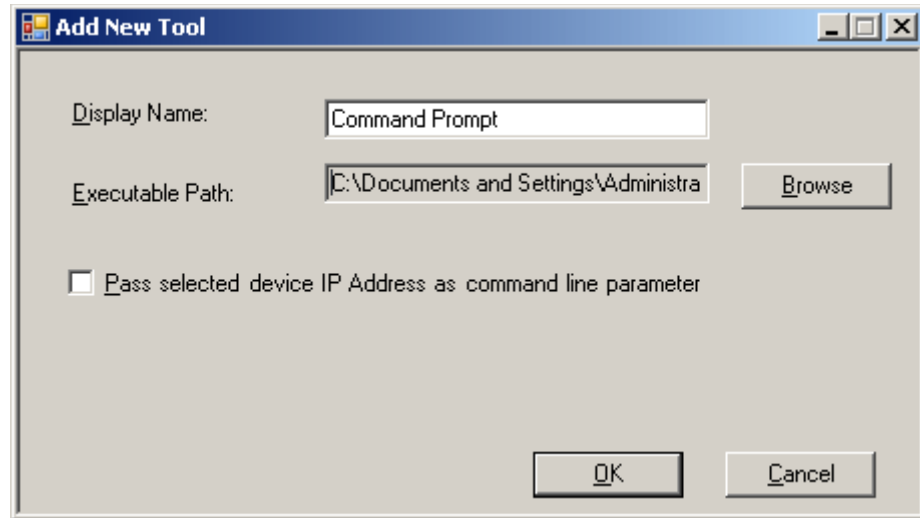 Add New Tool
Display Name:
Command Prompt
Executable Path:
C:\Documents and Settings\Administra
Browse
Pass selected device IP Address as command line parameter
OK
Cancel